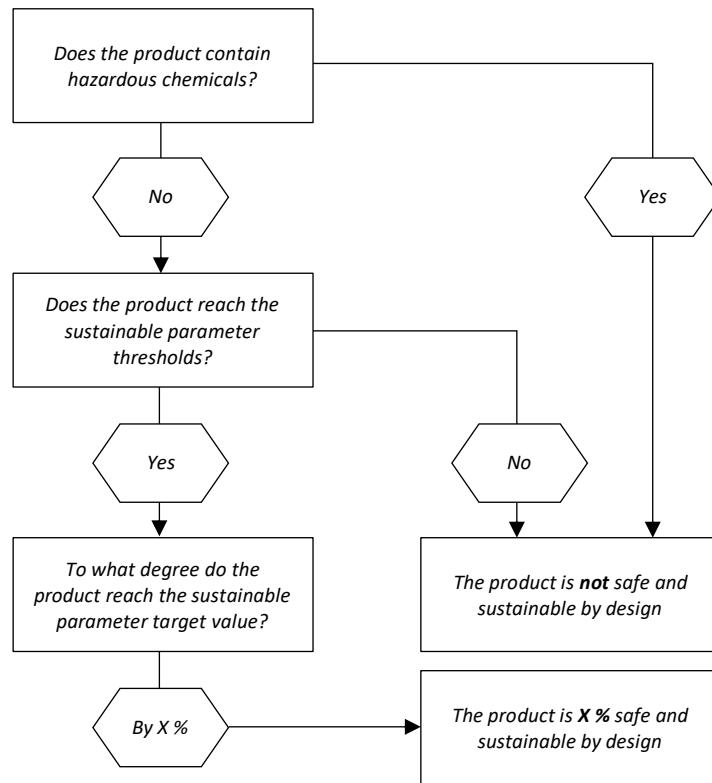 Does the product contain
hazardous chemicals?
No
Yes
Does the product reach the
sustainable parameter
thresholds?
Yes
No
To what degree do the
product reach the sustainable
parameter target value?
The product is not safe and
sustainable by design
By X %
The product is X % safe and
sustainable by design